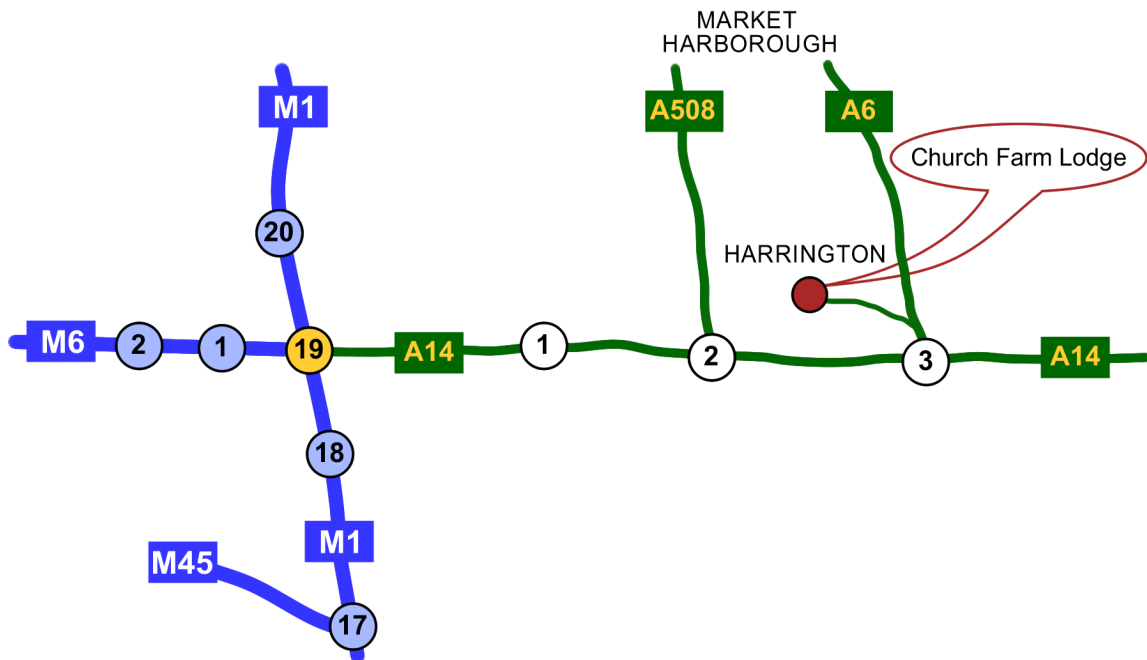 MARKET
HARBOROUGH
M1
A508
A6
Church Farm Lodge
20
HARRINGTON
M6
2
1
19
A14
1
2
3
A14
18
M1
M45
17